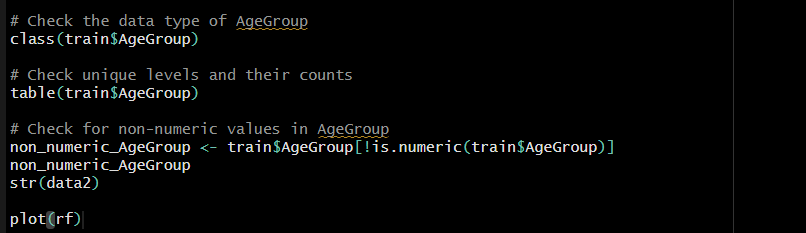 # Check the data type of AgeGroup
class(train$AgeGroup)
# Check unique levels and their counts
table(train$AgeGroup)
# Check for non-numeric values in AgeGroup
non_numeric_AgeGroup <- train$AgeGroup[!is.numeric(train$AgeGroup)]
non_numeric_AgeGroup
str(data2)
plot(rf)